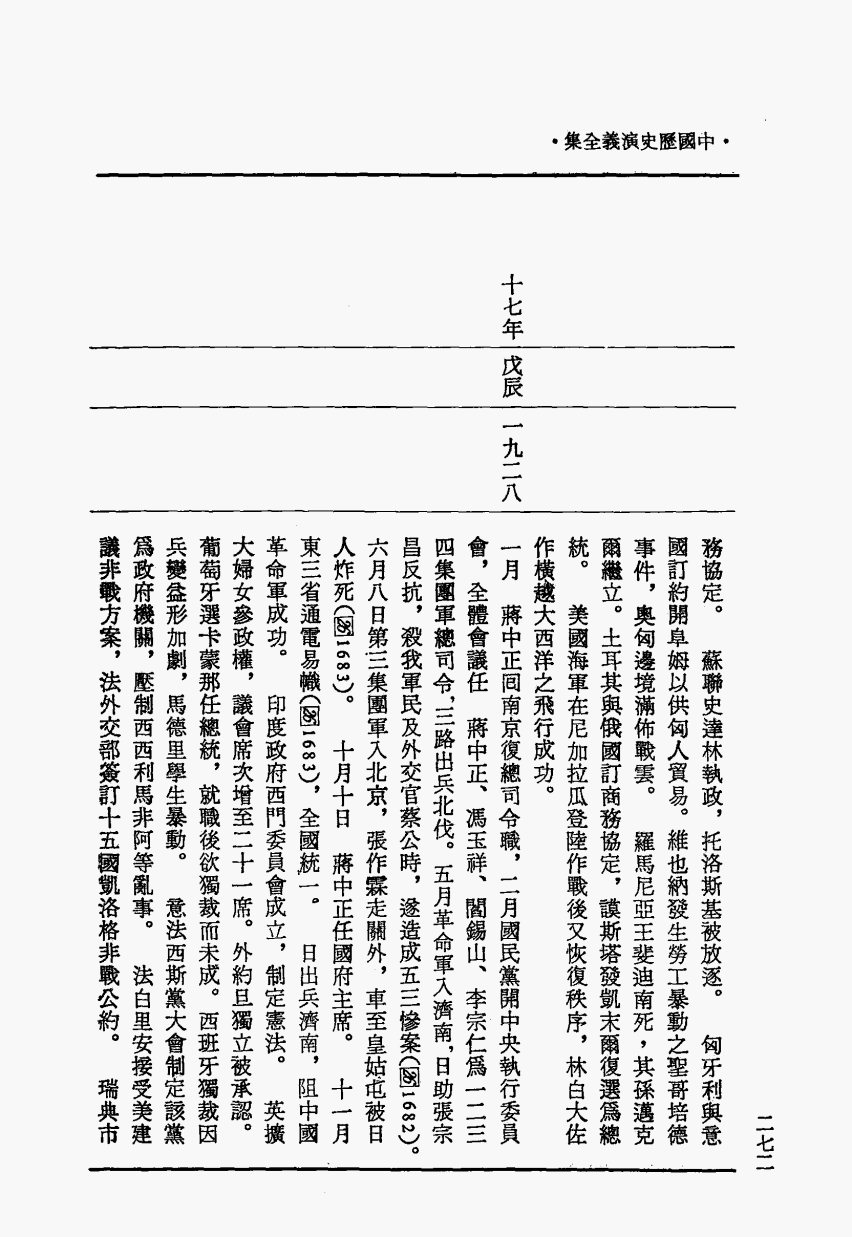 ·中國歷史演義全集·
二七二
務協定。　蘇聯史達林執政，托洛斯基被放逐。　匈牙利與意
國訂約開阜姆以供匈人貿易。維也納發生勞工暴動之聖哥培德
事件，奧匈邊境滿佈戰雲。　羅馬尼亞王斐迪南死，其孫邁克
爾繼立。土耳其與俄國訂商務協定，謨斯塔發凱末爾復選爲總
統。　美國海軍在尼加拉瓜登陸作戰後又恢復秩序，林白大佐
作橫越大西洋之飛行成功。
十七年　戊辰　一九二八
一月　蔣中正囘南京復總司令職，二月國民黨開中央執行委員
會，全體會議任　蔣中正、馮玉祥、閻錫山、李宗仁爲一二三
四集團軍總司令，三路出兵北伐。五月革命軍入濟南，日助張宗
昌反抗，殺我軍民及外交官蔡公時，遂造成五三慘案(1682)。
六月八日第三集團軍入北京，張作霖走關外，車至皇姑屯被日
人炸死(1683)。　十月十日　蔣中正任國府主席。　十一月
東三省通電易幟(1683)，全國統一。　日出兵濟南，阻中國
革命軍成功。　印度政府西門委員會成立，制定憲法。　英擴
大婦女參政權，議會席次增至二十一席。外約旦獨立被承認。
葡萄牙選卡蒙那任總統，就職後欲獨裁而未成。西班牙獨裁因
兵變益形加劇，馬德里學生暴動。　意法西斯黨大會制定該黨
爲政府機關，壓制西西利馬非阿等亂事。　法白里安接受美建
議非戰方案，法外交部簽訂十五國凱洛格非戰公約。　瑞典市